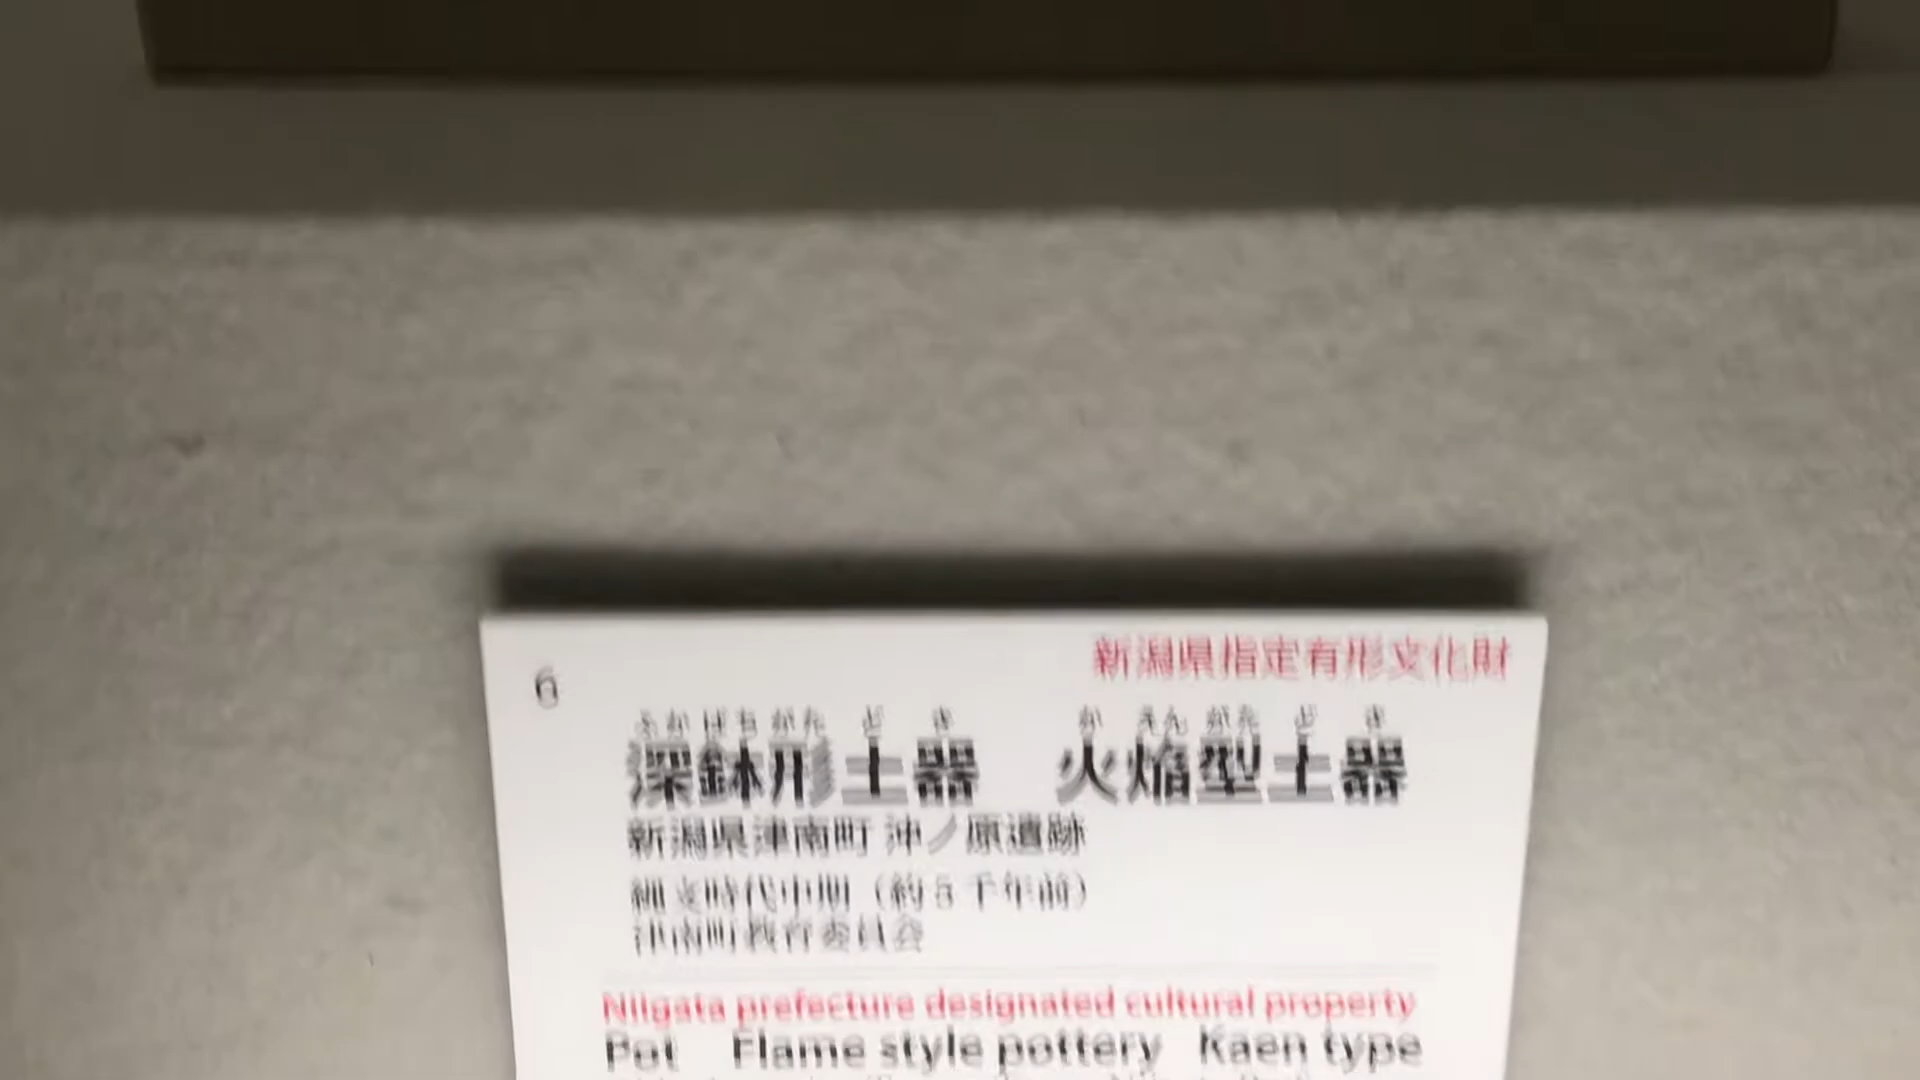 新潟県指定有形文化財
6
ふかばちがたどき かえんがたどき
深鉢形土器 火焔型土器
新潟県津南町 沖ノ原遺跡
縄文時代中期（約5千年前）
津南町教育委員会
Niigata prefecture designated cultural property
Pot Flame style pottery Kaen type